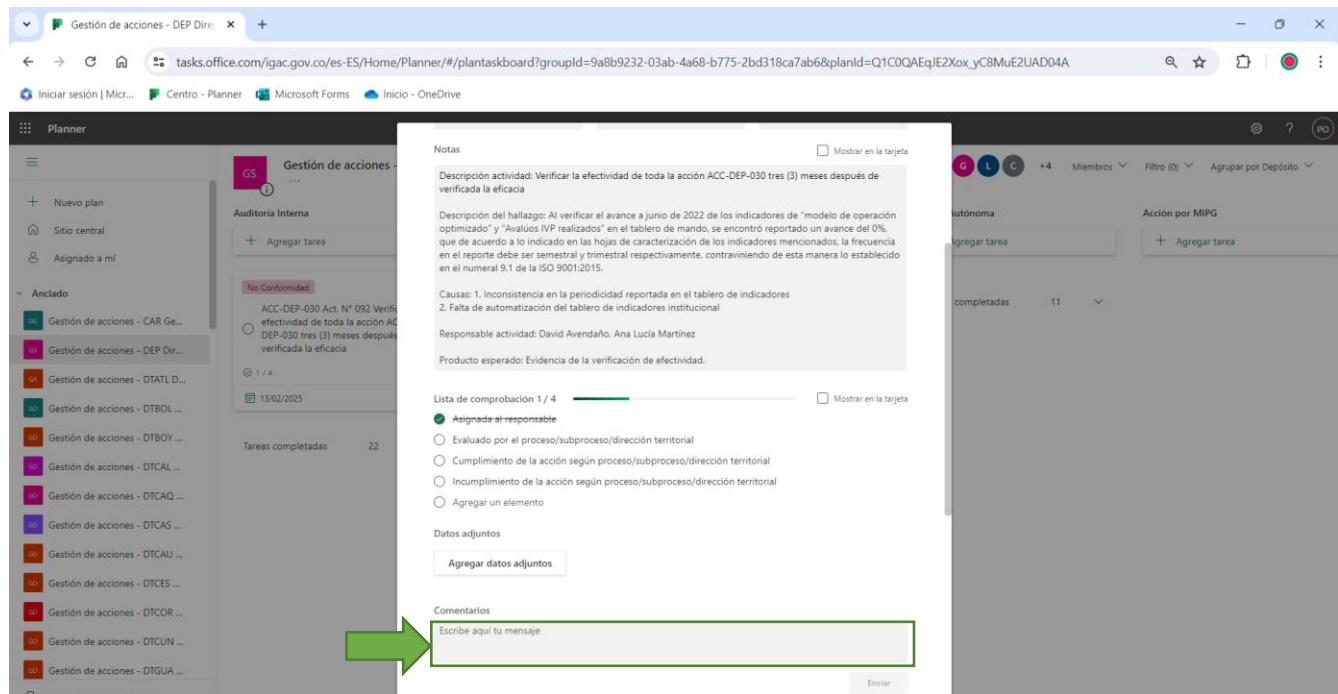 Gestión de acciones - DEP Dire
tasks.office.com/igac.gov.co/es-ES/Home/Planner/#/plantaskboard?groupId=9a8b9232-03ab-4a68-b775-2bd318ca7ab6&planId=Q1C0QAEqJE2Xox_yC8MuE2UAD04A
Iniciar sesión | Micr...
Centro - Planner
Microsoft Forms
Inicio - OneDrive
Planner
PO
Nuevo plan
Sitio central
Asignado a mí
Anclado
Gestión de acciones - CAR Ge...
GS
Gestión de acciones - DEP Dir...
GA
Gestión de acciones - DTATL D...
GD
Gestión de acciones - DTBOL ...
GD
Gestión de acciones - DTBOY ...
GD
Gestión de acciones - DTCAL ...
GD
Gestión de acciones - DTCAQ ...
GD
Gestión de acciones - DTCAS ...
GD
Gestión de acciones - DTCAU ...
GD
Gestión de acciones - DTCES ...
GD
Gestión de acciones - DTCOR ...
GD
Gestión de acciones - DTCUN ...
GD
Gestión de acciones - DTGUA ...
GS
Gestión de acciones -
...
Auditoría Interna
Agregar tarea
No Conformidad
ACC-DEP-030 Act. N° 092 Verific
efectividad de toda la acción AC
DEP-030 tres (3) meses después
verificada la eficacia
1 / 4
13/02/2025
Tareas completadas 22
Notas
Mostrar en la tarjeta
Descripción actividad: Verificar la efectividad de toda la acción ACC-DEP-030 tres (3) meses después de
verificada la eficacia
Descripción del hallazgo: Al verificar el avance a junio de 2022 de los indicadores de "modelo de operación
optimizado" y "Avalúos IVP realizados" en el tablero de mando, se encontró reportado un avance del 0%,
que de acuerdo a lo indicado en las hojas de caracterización de los indicadores mencionados, la frecuencia
en el reporte debe ser semestral y trimestral respectivamente, contraviniendo de esta manera lo establecido
en el numeral 9.1 de la ISO 9001:2015.
Causas: 1. Inconsistencia en la periodicidad reportada en el tablero de indicadores
2. Falta de automatización del tablero de indicadores institucional
Responsable actividad: David Avendaño, Ana Lucía Martínez
Producto esperado: Evidencia de la verificación de efectividad.
Lista de comprobación 1 / 4
Mostrar en la tarjeta
Asignada al responsable
Evaluado por el proceso/subproceso/dirección territorial
Cumplimiento de la acción según proceso/subproceso/dirección territorial
Incumplimiento de la acción según proceso/subproceso/dirección territorial
Agregar un elemento
Datos adjuntos
Agregar datos adjuntos
Comentarios
Escribe aquí tu mensaje
Enviar
G L C +4 Miembros Filtro (0) Agrupar por Depósito
utónoma
Agregar tarea
completadas 11
Acción por MIPG
Agregar tarea